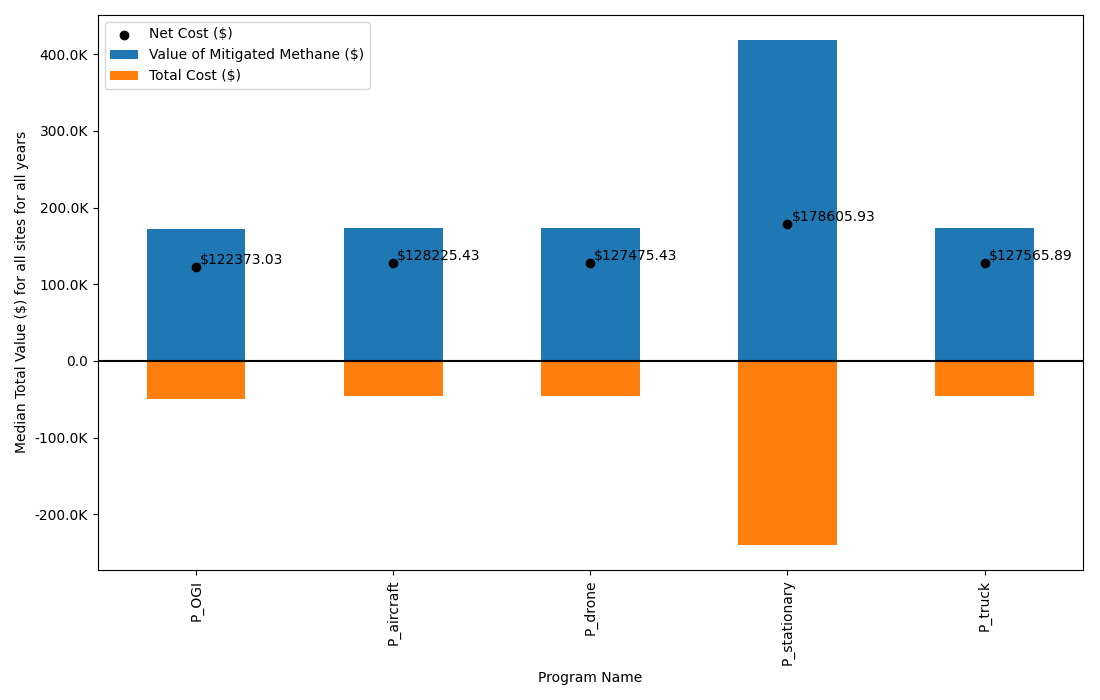 Net Cost ($)
Value of Mitigated Methane ($)
Total Cost ($)
Median Total Value ($) for all sites for all years
400.0K
300.0K
200.0K
100.0K
0.0
-100.0K
-200.0K
$122373.03
$128225.43
$127475.43
$178605.93
$127565.89
P_OGI
P_aircraft
P_drone
P_stationary
P_truck
Program Name